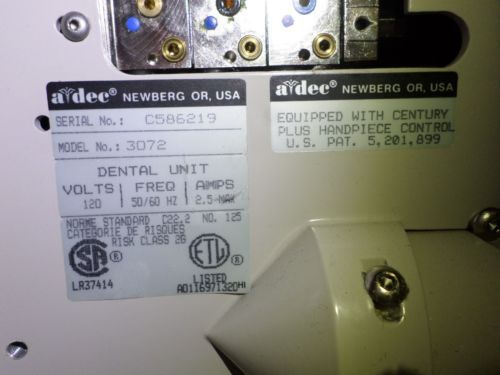 a dec® NEWBERG OR, USA
SERIAL No.: C586219
MODEL No.: 3072
DENTAL UNIT
VOLTS FREQ AMPS
120 50/60 HZ 2.5-MAX
NORME STANDARD C22.2 NO. 125
CATEGORIE DE RISQUES
RISK CLASS 2G
SA ® ETL ®
LR37414 LISTED
a dec® NEWBERG OR, USA
EQUIPPED WITH CENTURY
PLUS HANDPIECE CONTROL
U.S. PAT. 5,201,899